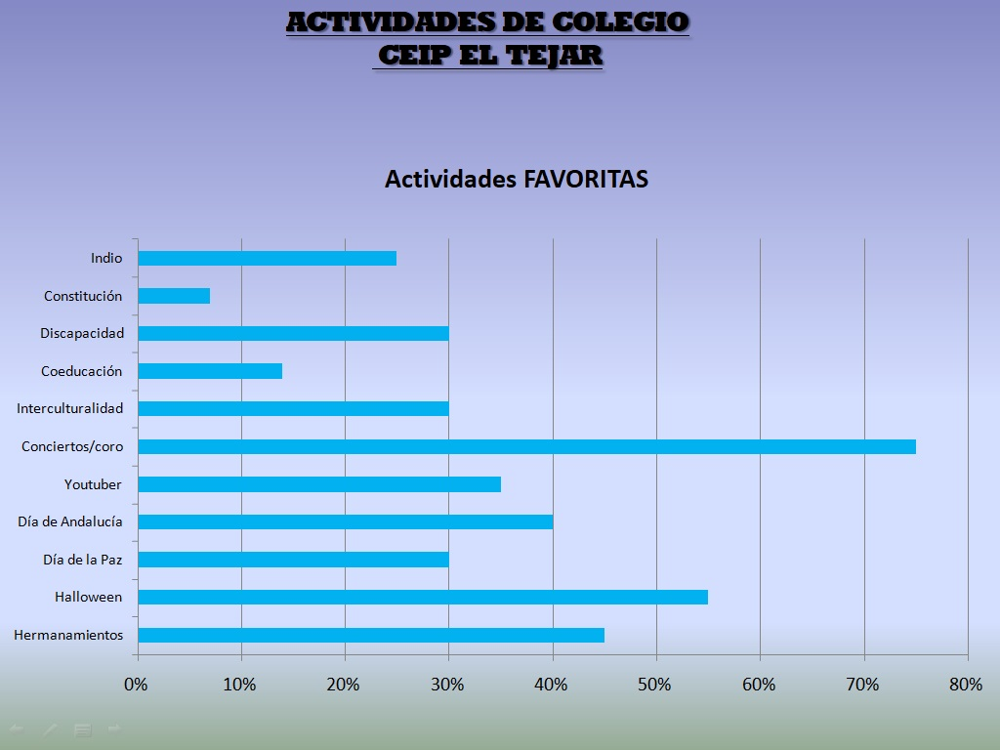 ACTIVIDADES DE COLEGIO
CEIP EL TEJAR
Actividades FAVORITAS
Indio
Constitución
Discapacidad
Coeducación
Interculturalidad
Conciertos/coro
Youtuber
Día de Andalucía
Día de la Paz
Halloween
Hermanamientos
0% 10% 20% 30% 40% 50% 60% 70% 80%